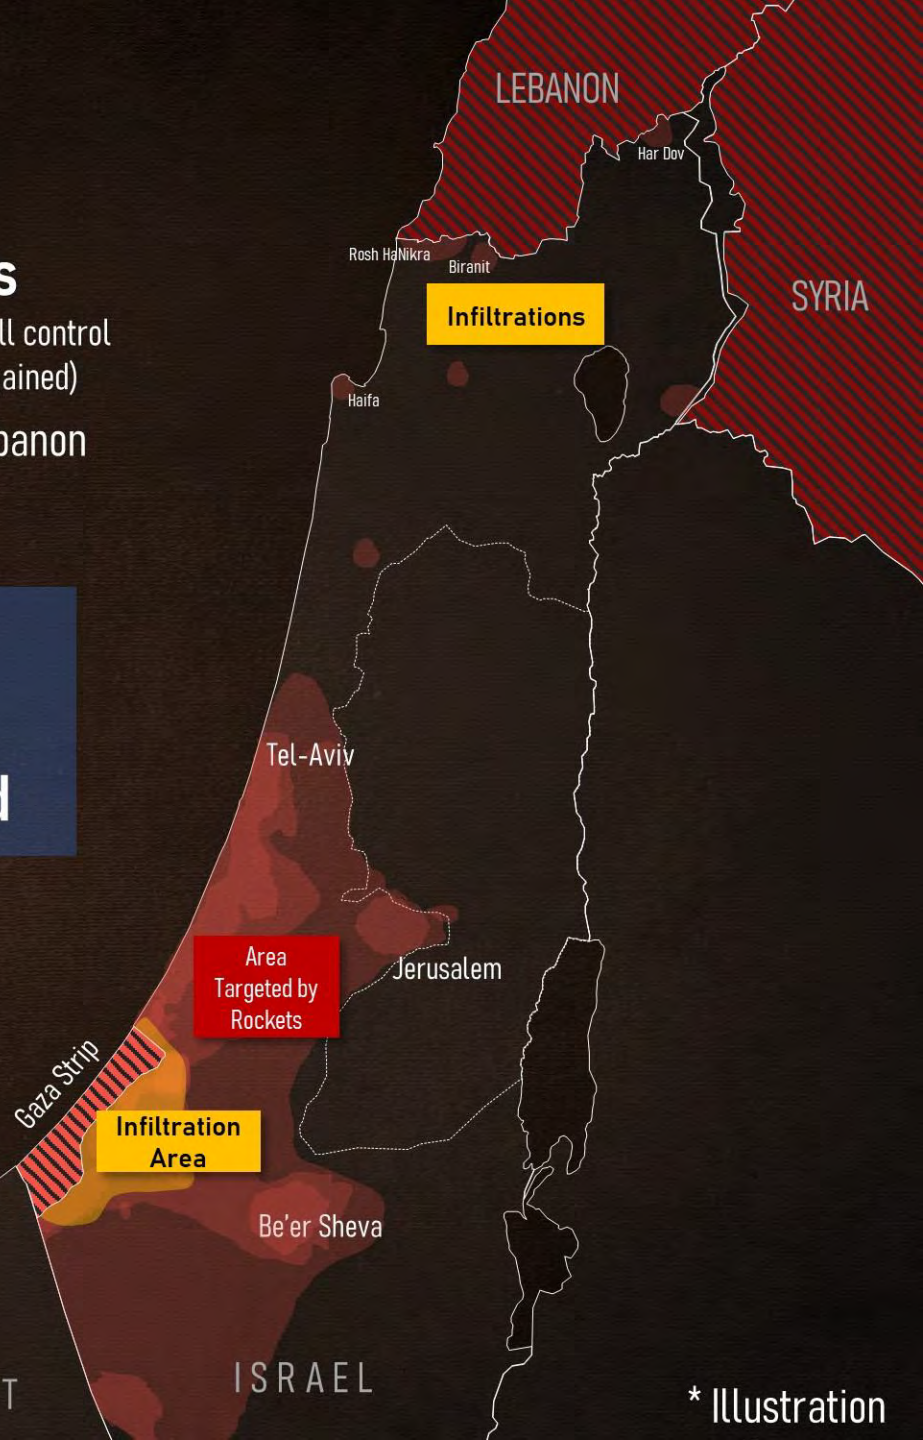 LEBANON
Har Dov
Rosh HaNikra
Biranit
s
SYRIA
Infiltrations
ll control
ained)
Haifa
banon
Tel-Aviv
d
Area
Targeted by
Rockets
Jerusalem
Gaza Strip
Infiltration
Area
Be'er Sheva
ISRAEL
T
* Illustration